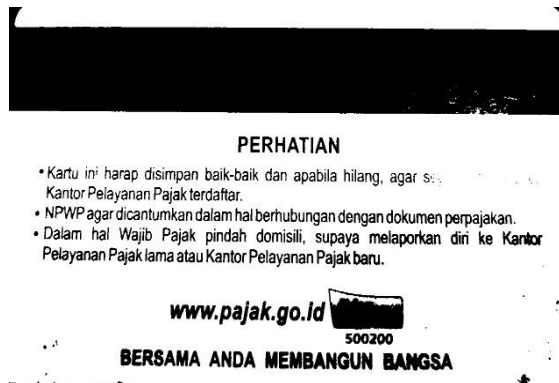 PERHATIAN
• Kartu ini harap disimpan baik-baik dan apabila hilang, agar
Kantor Pelayanan Pajak terdaftar.
• NPWP agar dicantumkan dalam hal berhubungan dengan dokumen perpajakan.
• Dalam hal Wajib Pajak pindah domisili, supaya melaporkan diri ke Kantor
Pelayanan Pajak lama atau Kantor Pelayanan Pajak baru.
www.pajak.go.id
500200
BERSAMA ANDA MEMBANGUN BANGSA